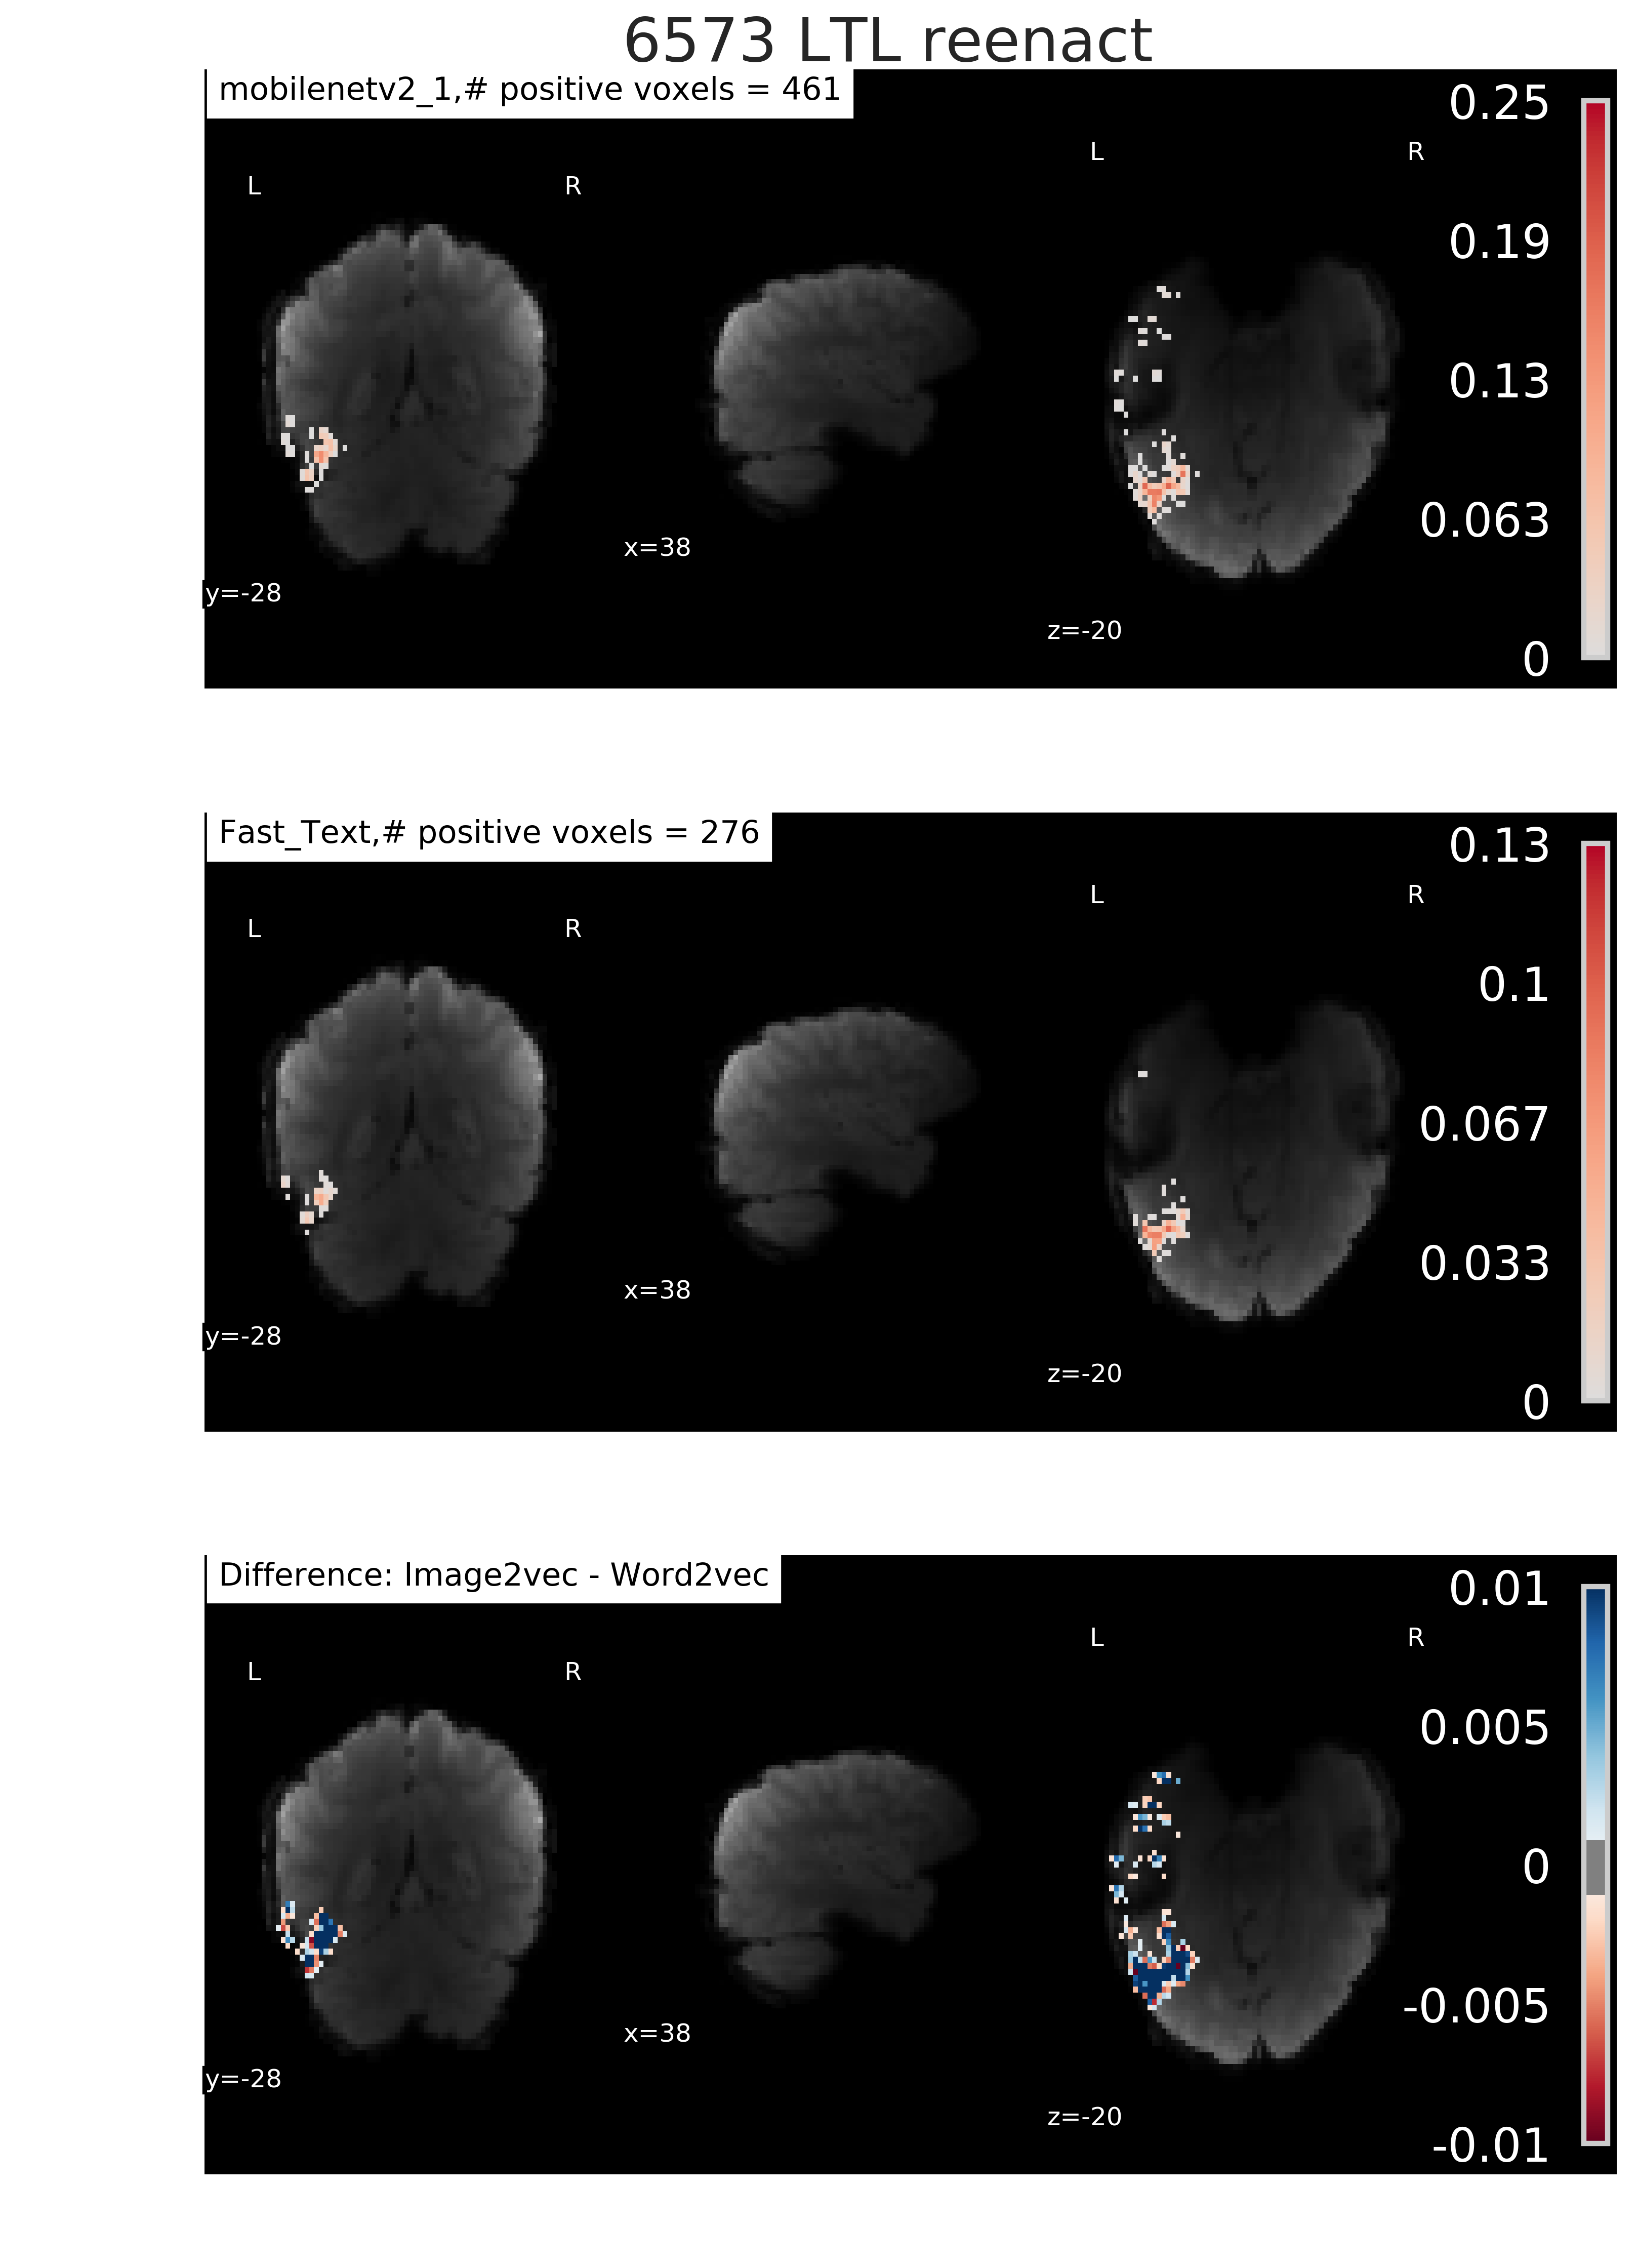 6573 LTL reenact
mobilenetv2_1,# positive voxels = 461
0.25
L R
L R
0.19
0.13
0.063
x=38
y=-28
z=-20
0
Fast_Text,# positive voxels = 276
0.13
L R
L R
0.1
0.067
0.033
x=38
y=-28
z=-20
0
Difference: Image2vec - Word2vec
0.01
L R
L R
0.005
0
-0.005
x=38
y=-28
z=-20
-0.01